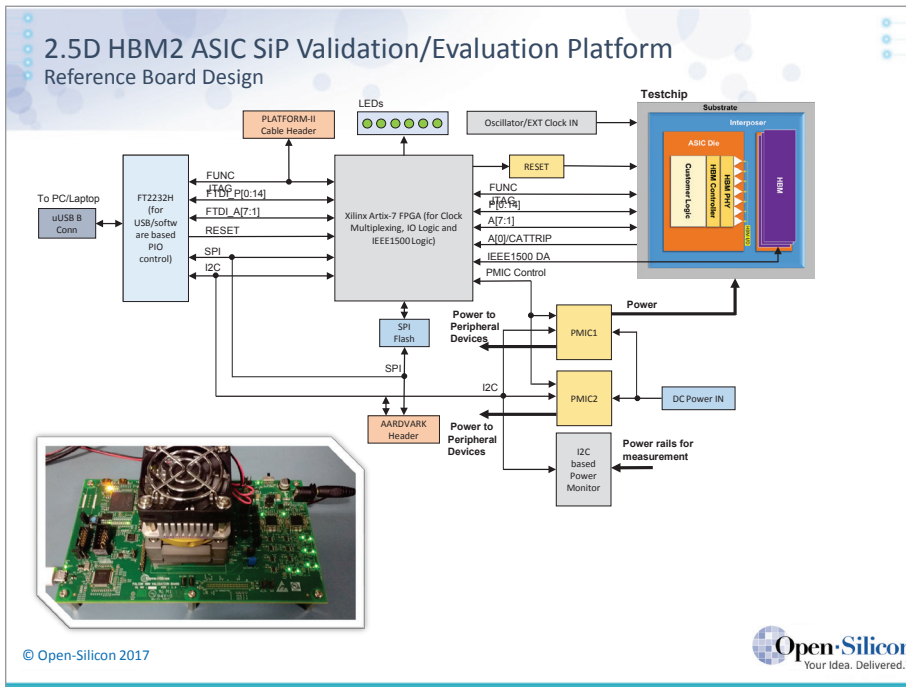 2.5D HBM2 ASIC SiP Validation/Evaluation Platform
Reference Board Design
LEDs
PLATFORM-II
Cable Header
Oscillator/EXT Clock IN
Testchip
Substrate
Interposer
ASIC Die
Customer Logic
HBM Controller
HBM PHY
HBM I/O
HBM
RESET
To PC/Laptop
uUSB B
Conn
FT2232H
(for
USB/softw
are based
PIO
control)
FUNC
JTAG
FTDI_P[0:14]
FTDI_A[7:1]
RESET
SPI
I2C
Xilinx Artix-7 FPGA (for Clock
Multiplexing, IO Logic and
IEEE1500 Logic)
FUNC
JTAG
P[0:14]
A[7:1]
A[0]/CATTRIP
IEEE1500 DA
PMIC Control
SPI
Flash
Power to
Peripheral
Devices
PMIC1
Power
SPI
I2C
PMIC2
DC Power IN
AARDVARK
Header
Power to
Peripheral
Devices
I2C
based
Power
Monitor
Power rails for
measurement
Open-Silicon
© Open-Silicon 2017
Open·Silicon
Your Idea. Delivered.